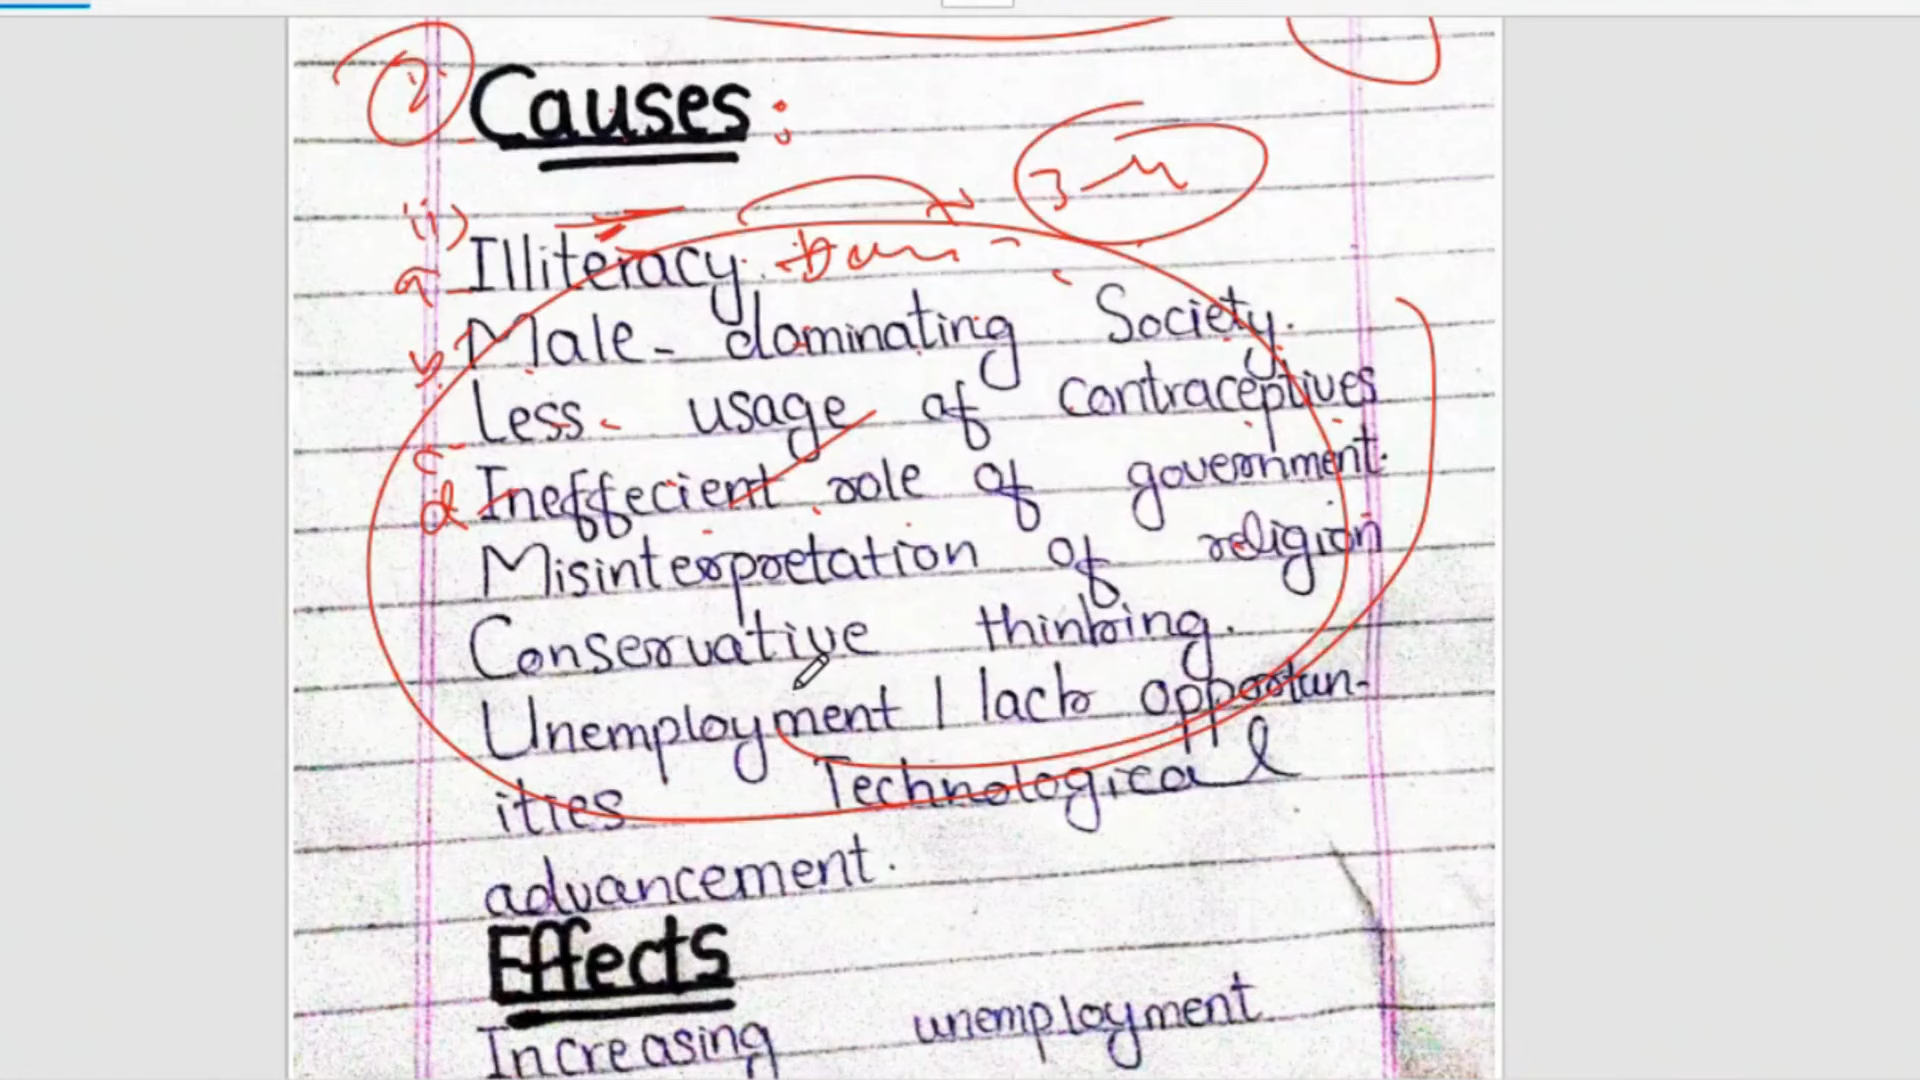 Causes:
ii)
Illiteracy.
a
Male - dominating Society.
b
Less usage of contraceptives
c
d Ineffecient role of government.
Misinterpretation of religion
Conservative thinking.
Unemployment | lack opportun-
ities Technological
advancement.
Effects
Increasing unemployment